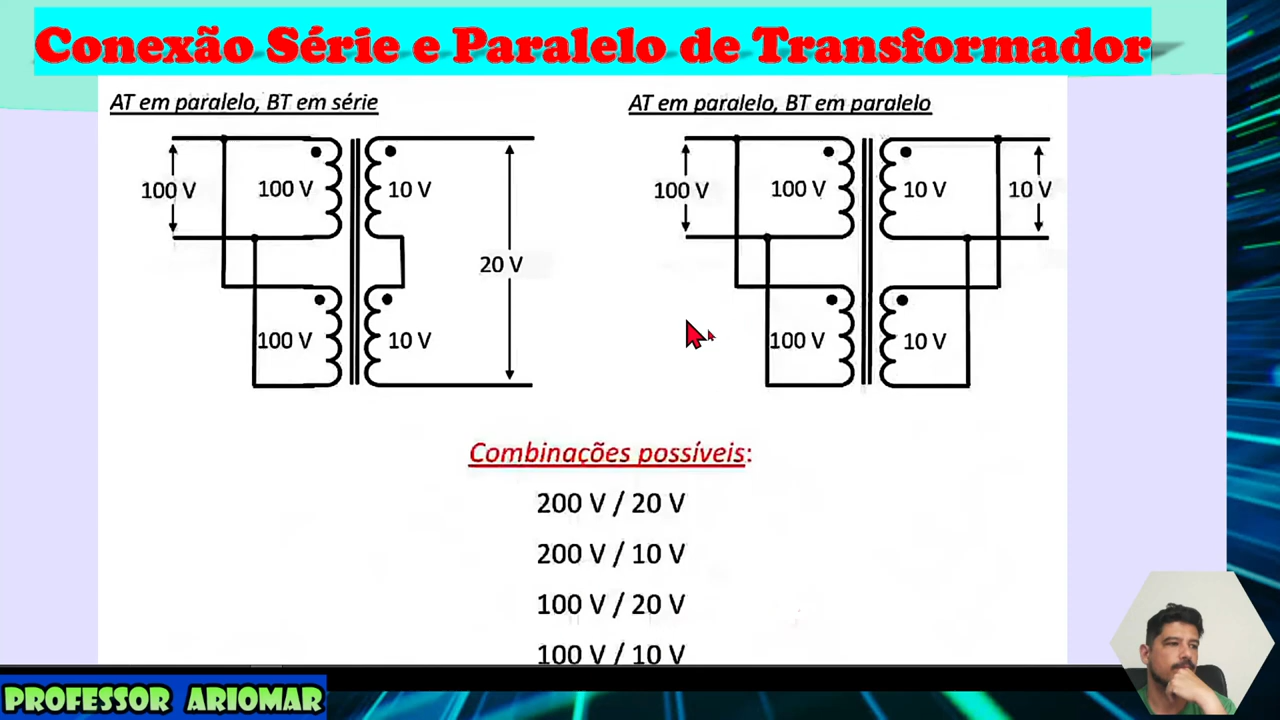 Conexão Série e Paralelo de Transformador
AT em paralelo, BT em série
100 V
100 V
10 V
20 V
100 V
10 V
AT em paralelo, BT em paralelo
100 V
100 V
10 V
10 V
100 V
10 V
Combinações possíveis:
200 V / 20 V
200 V / 10 V
100 V / 20 V
100 V / 10 V
PROFESSOR ARIOMAR